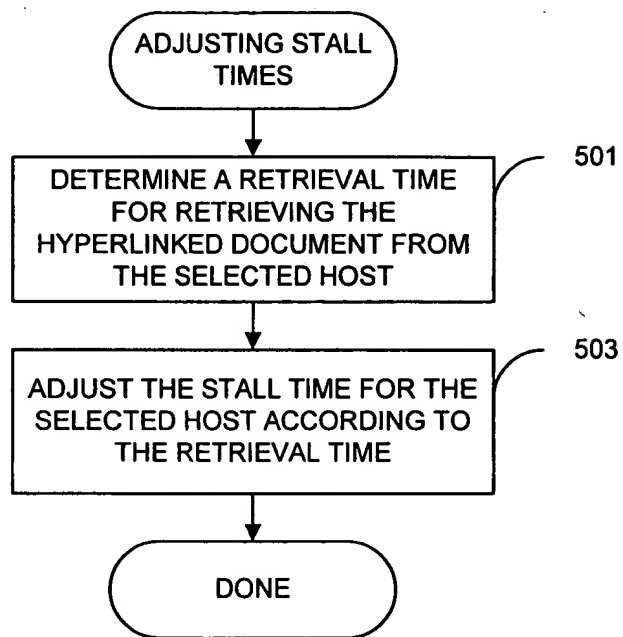 ADJUSTING STALL
TIMES
501
DETERMINE A RETRIEVAL TIME
FOR RETRIEVING THE
HYPERLINKED DOCUMENT FROM
THE SELECTED HOST
503
ADJUST THE STALL TIME FOR THE
SELECTED HOST ACCORDING TO
THE RETRIEVAL TIME
DONE